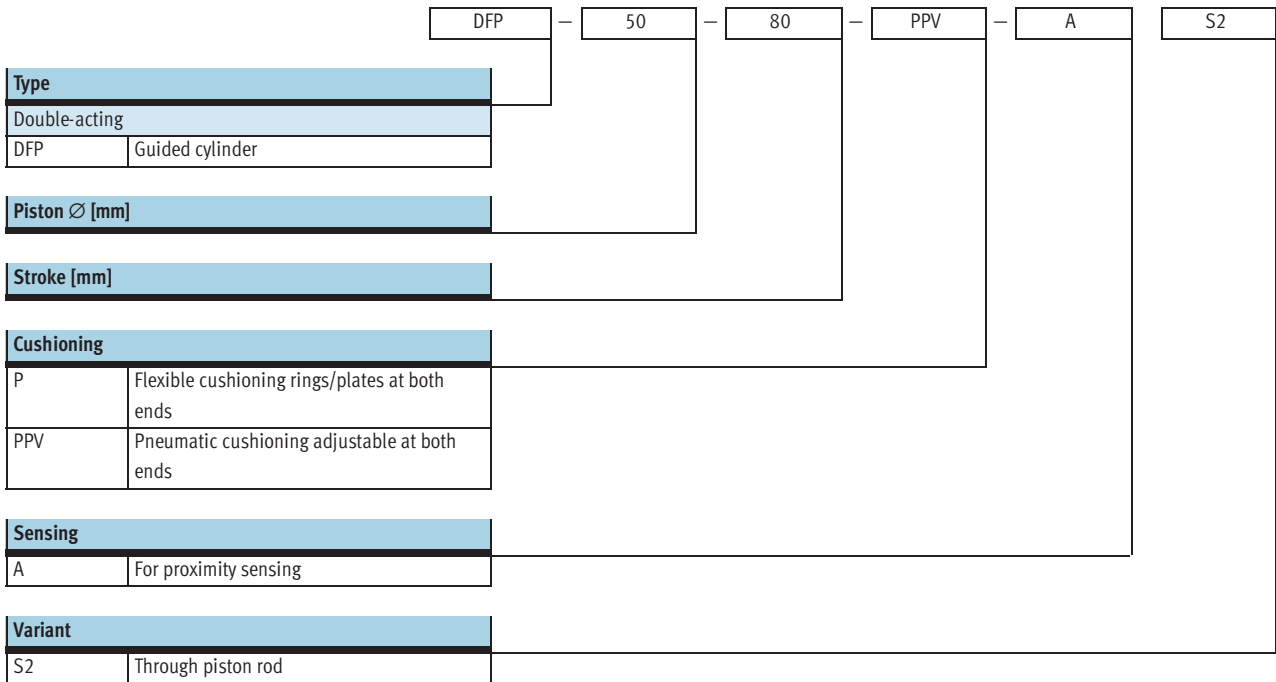 DFP – 50 – 80 – PPV – A S2
Type
Double-acting
DFP Guided cylinder
Piston ∅ [mm]
Stroke [mm]
Cushioning
P Flexible cushioning rings/plates at both
ends
PPV Pneumatic cushioning adjustable at both
ends
Sensing
A For proximity sensing
Variant
S2 Through piston rod